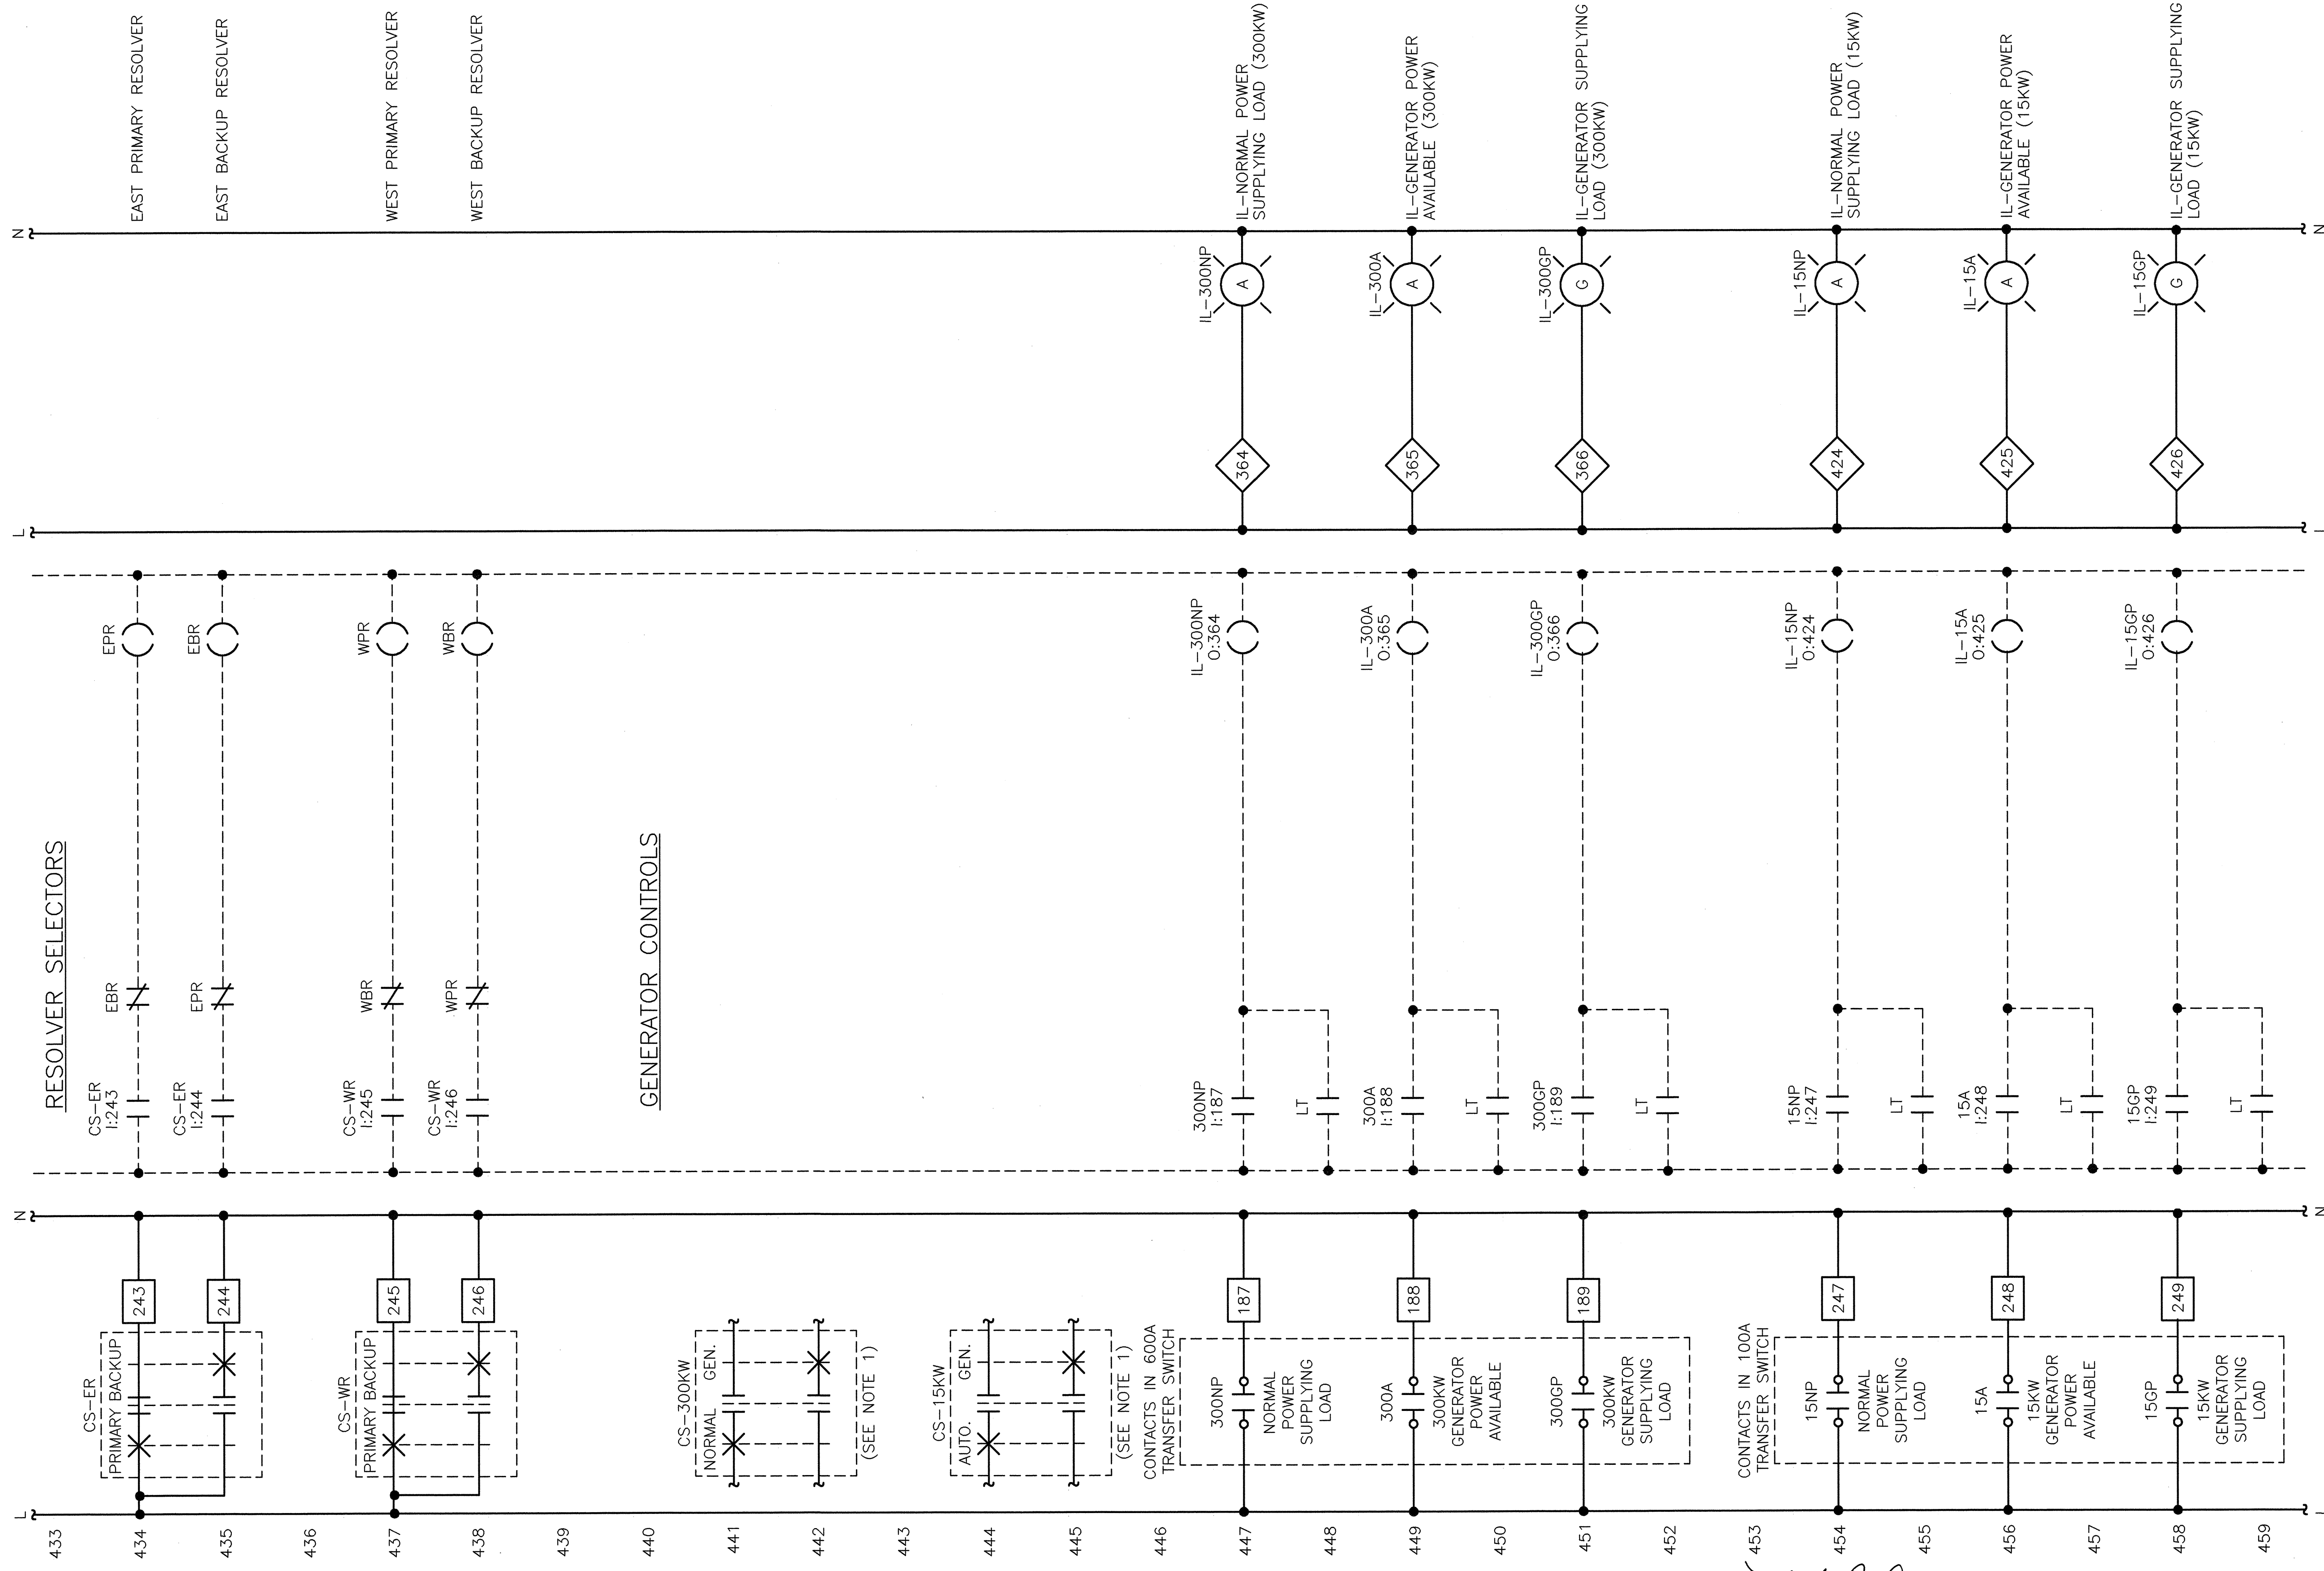 RESOLVER SELECTORS
433
L
N
L
N
434
CS-ER
PRIMARY BACKUP
243
CS-ER
I:243
EBR
EPR
EAST PRIMARY RESOLVER
435
244
CS-ER
I:244
EPR
EBR
EAST BACKUP RESOLVER
436
437
CS-WR
PRIMARY BACKUP
245
CS-WR
I:245
WBR
WPR
WEST PRIMARY RESOLVER
438
246
CS-WR
I:246
WPR
WBR
WEST BACKUP RESOLVER
439
440
GENERATOR CONTROLS
441
CS-300KW
NORMAL GEN.
442
(SEE NOTE 1)
443
444
CS-15KW
AUTO. GEN.
445
(SEE NOTE 1)
446
CONTACTS IN 600A
TRANSFER SWITCH
447
300NP
NORMAL
POWER
SUPPLYING
LOAD
187
300NP
I:187
IL-300NP
O:364
364
IL-300NP
A
IL-NORMAL POWER
SUPPLYING LOAD (300KW)
448
LT
449
300A
300KW
GENERATOR
POWER
AVAILABLE
188
300A
I:188
IL-300A
O:365
365
IL-300A
A
IL-GENERATOR POWER
AVAILABLE (300KW)
450
LT
451
300GP
300KW
GENERATOR
SUPPLYING
LOAD
189
300GP
I:189
IL-300GP
O:366
366
IL-300GP
G
IL-GENERATOR SUPPLYING
LOAD (300KW)
452
LT
453
CONTACTS IN 100A
TRANSFER SWITCH
454
15NP
NORMAL
POWER
SUPPLYING
LOAD
247
15NP
I:247
IL-15NP
O:424
424
IL-15NP
A
IL-NORMAL POWER
SUPPLYING LOAD (15KW)
455
LT
456
15A
15KW
GENERATOR
POWER
AVAILABLE
248
15A
I:248
IL-15A
O:425
425
IL-15A
A
IL-GENERATOR POWER
AVAILABLE (15KW)
457
LT
458
15GP
15KW
GENERATOR
SUPPLYING
LOAD
249
15GP
I:249
IL-15GP
O:426
426
IL-15GP
G
IL-GENERATOR SUPPLYING
LOAD (15KW)
459
LT
L
N
L
N